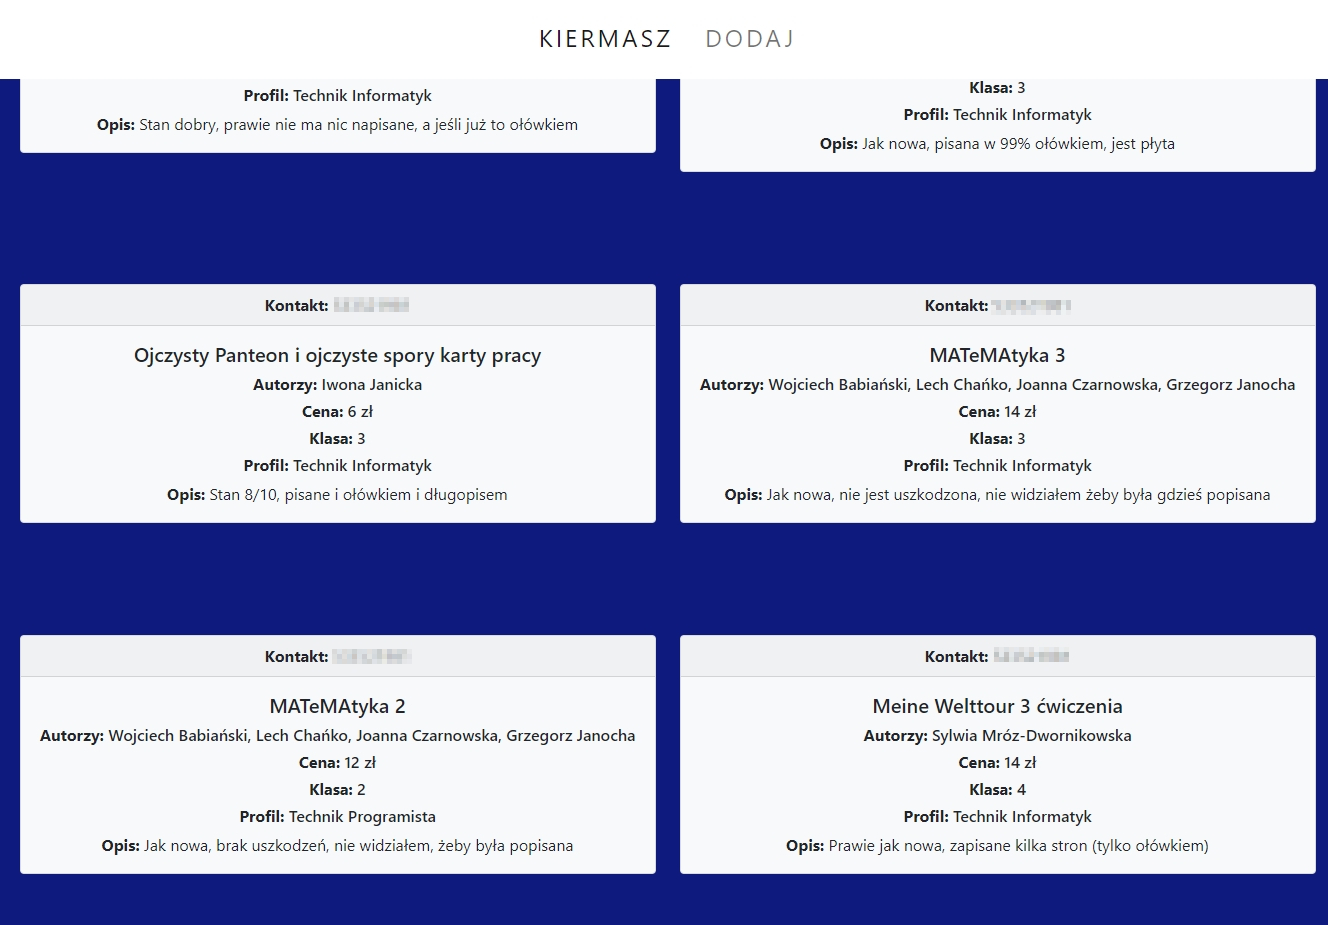 KIERMASZ DODAJ
Profil: Technik Informatyk
Opis: Stan dobry, prawie nie ma nic napisane, a jeśli już to ołówkiem
Klasa: 3
Profil: Technik Informatyk
Opis: Jak nowa, pisana w 99% ołówkiem, jest płyta
Kontakt:
Ojczysty Panteon i ojczyste spory karty pracy
Autorzy: Iwona Janicka
Cena: 6 zł
Klasa: 3
Profil: Technik Informatyk
Opis: Stan 8/10, pisane i ołówkiem i długopisem
Kontakt:
MATeMAtyka 3
Autorzy: Wojciech Babiański, Lech Chańko, Joanna Czarnowska, Grzegorz Janocha
Cena: 14 zł
Klasa: 3
Profil: Technik Informatyk
Opis: Jak nowa, nie jest uszkodzona, nie widziałem żeby była gdzieś popisana
Kontakt:
MATeMAtyka 2
Autorzy: Wojciech Babiański, Lech Chańko, Joanna Czarnowska, Grzegorz Janocha
Cena: 12 zł
Klasa: 2
Profil: Technik Programista
Opis: Jak nowa, brak uszkodzeń, nie widziałem, żeby była popisana
Kontakt:
Meine Welttour 3 ćwiczenia
Autorzy: Sylwia Mróz-Dwornikowska
Cena: 14 zł
Klasa: 4
Profil: Technik Informatyk
Opis: Prawie jak nowa, zapisane kilka stron (tylko ołówkiem)